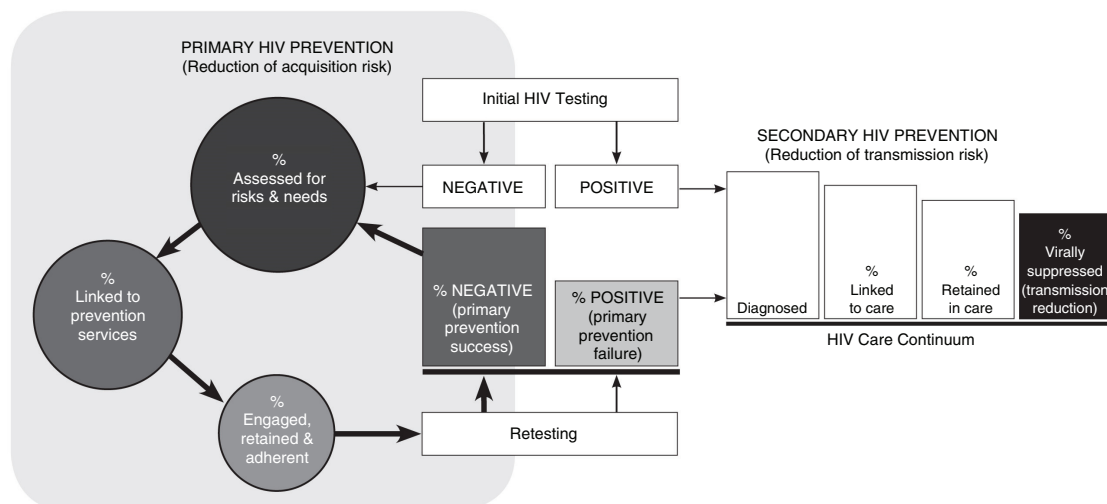 PRIMARY HIV PREVENTION
(Reduction of acquisition risk)
Initial HIV Testing
NEGATIVE
POSITIVE
%
Assessed for
risks & needs
%
Linked to
prevention
services
%
Engaged,
retained &
adherent
% NEGATIVE
(primary
prevention
success)
% POSITIVE
(primary
prevention
failure)
Retesting
SECONDARY HIV PREVENTION
(Reduction of transmission risk)
Diagnosed
%
Linked
to care
%
Retained
in care
%
Virally
suppressed
(transmission
reduction)
HIV Care Continuum